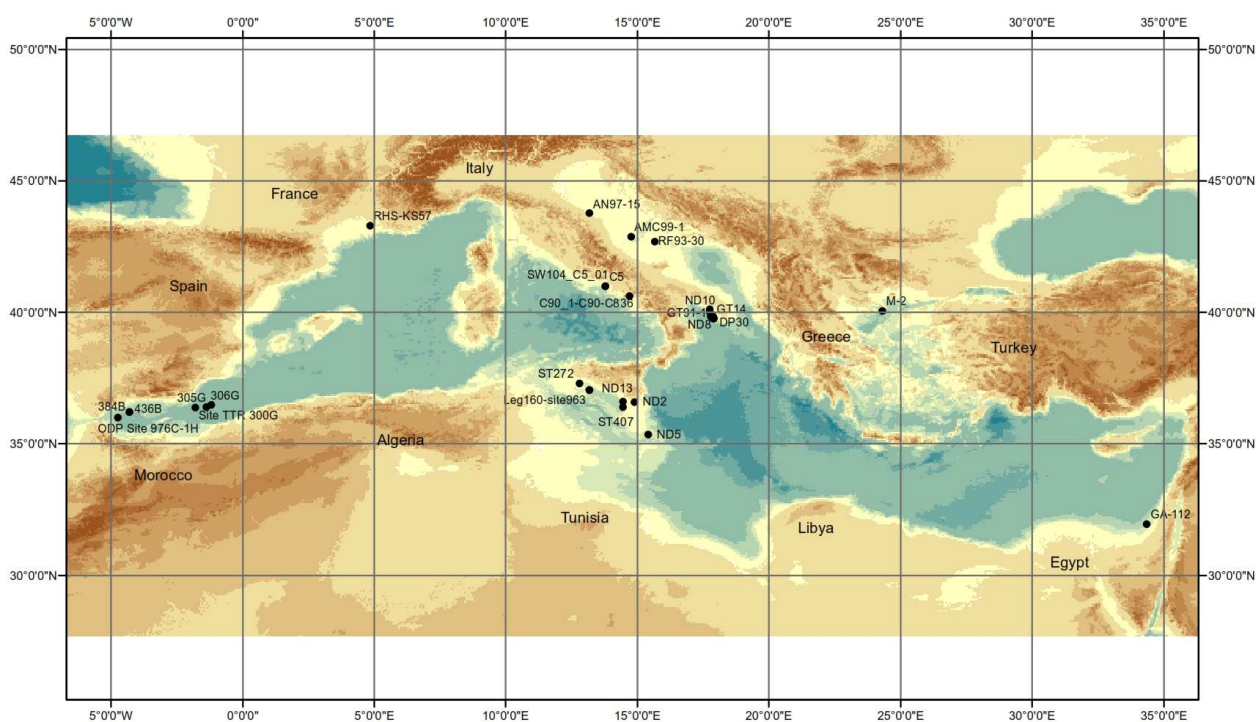 5°0'0"W 0°0'0" 5°0'0"E 10°0'0"E 15°0'0"E 20°0'0"E 25°0'0"E 30°0'0"E 35°0'0"E
50°0'0"N 50°0'0"N
Italy
45°0'0"N 45°0'0"N
France
AN97-15
RHS-KS57
AMC99-1
RF93-30
SW104_C5_01 C5
Spain
C90_1-C90-C836
ND10
GT14
M-2
GT91-1
40°0'0"N 40°0'0"N
ND8 DP30
Greece
Turkey
ST272
ND13
305G 306G
Leg160-site963
ND2
384B 436B
Site TTR 300G
ST407
ODP Site 976C-1H
ND5
35°0'0"N 35°0'0"N
Algeria
Morocco
GA-112
Tunisia
Libya
Egypt
30°0'0"N 30°0'0"N
5°0'0"W 0°0'0" 5°0'0"E 10°0'0"E 15°0'0"E 20°0'0"E 25°0'0"E 30°0'0"E 35°0'0"E